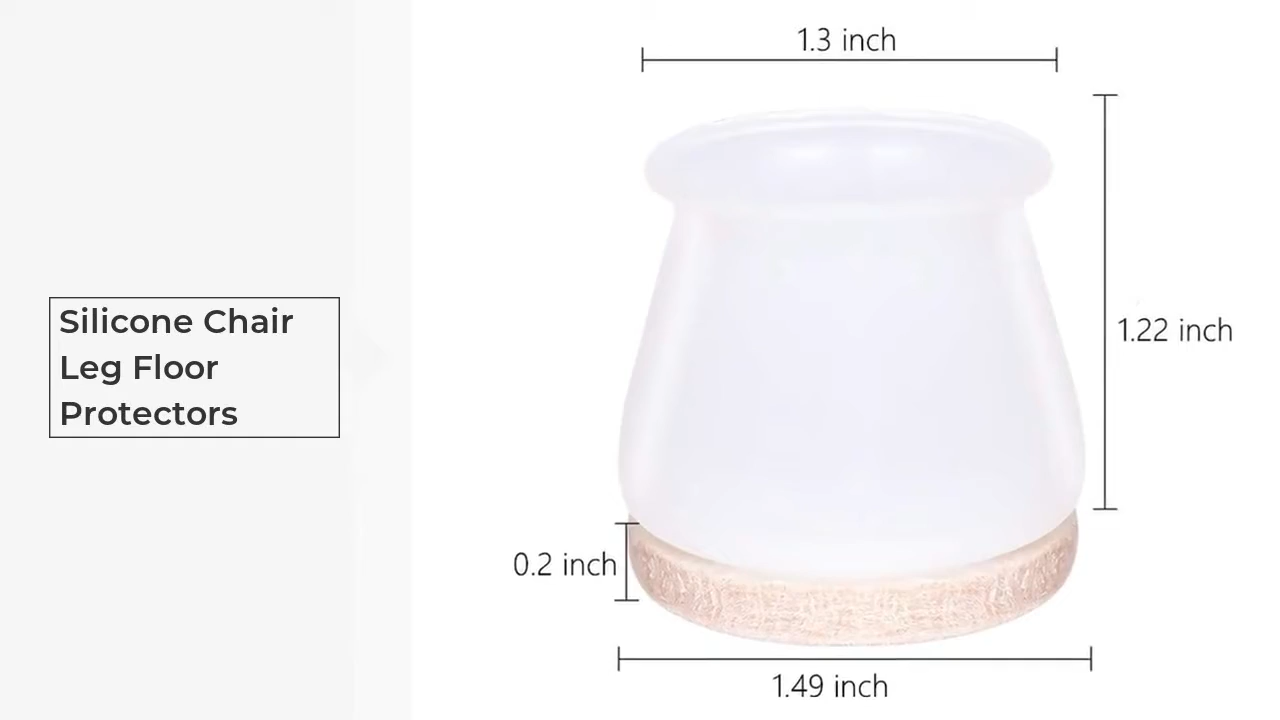 1.3 inch
Silicone Chair
Leg Floor
Protectors
1.22 inch
0.2 inch
1.49 inch